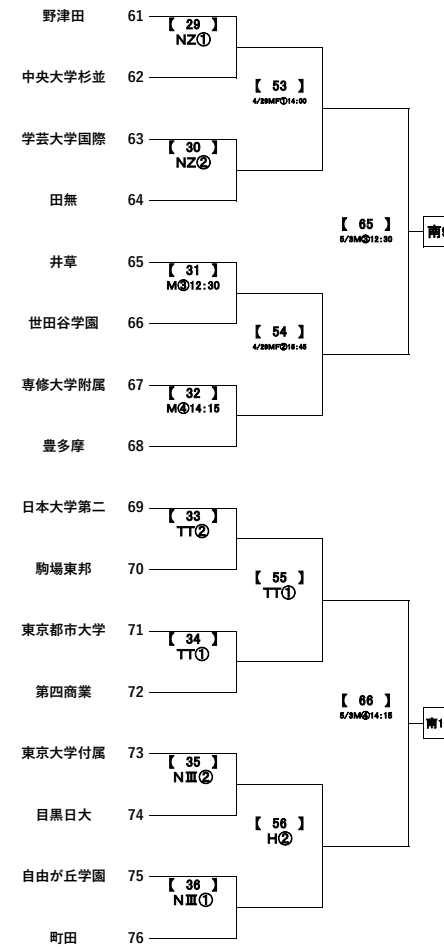 野津田 61
【 29 】
NZ①
中央大学杉並 62
【 53 】
4/29MF①14:00
学芸大学国際 63
【 30 】
NZ②
田無 64
【 65 】
5/3M③12:30
南9
井草 65
【 31 】
M③12:30
世田谷学園 66
【 54 】
4/29MF②15:45
専修大学附属 67
【 32 】
M④14:15
豊多摩 68
日本大学第二 69
【 33 】
TT②
駒場東邦 70
【 55 】
TT①
東京都市大学 71
【 34 】
TT①
第四商業 72
【 66 】
5/3M④14:15
南1
東京大学付属 73
【 35 】
NⅢ②
目黒日大 74
【 56 】
H②
自由が丘学園 75
【 36 】
NⅢ①
町田 76